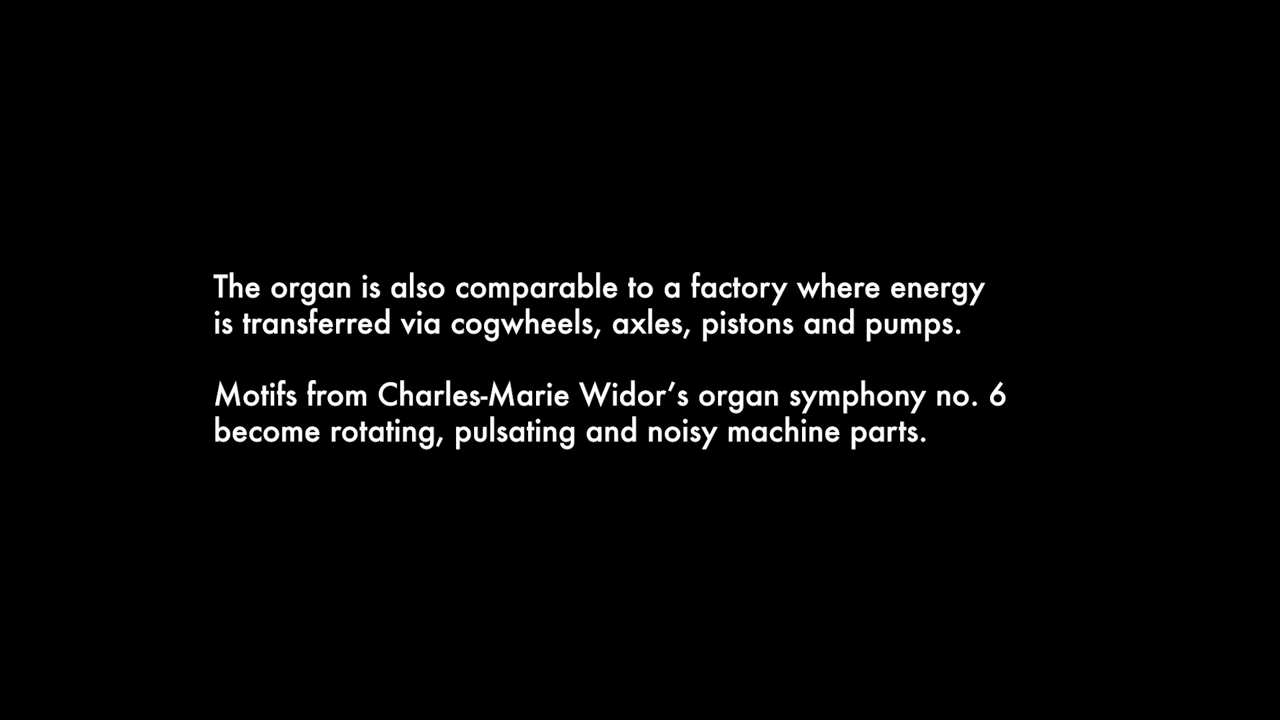 The organ is also comparable to a factory where energy
is transferred via cogwheels, axles, pistons and pumps.
Motifs from Charles-Marie Widor’s organ symphony no. 6
become rotating, pulsating and noisy machine parts.